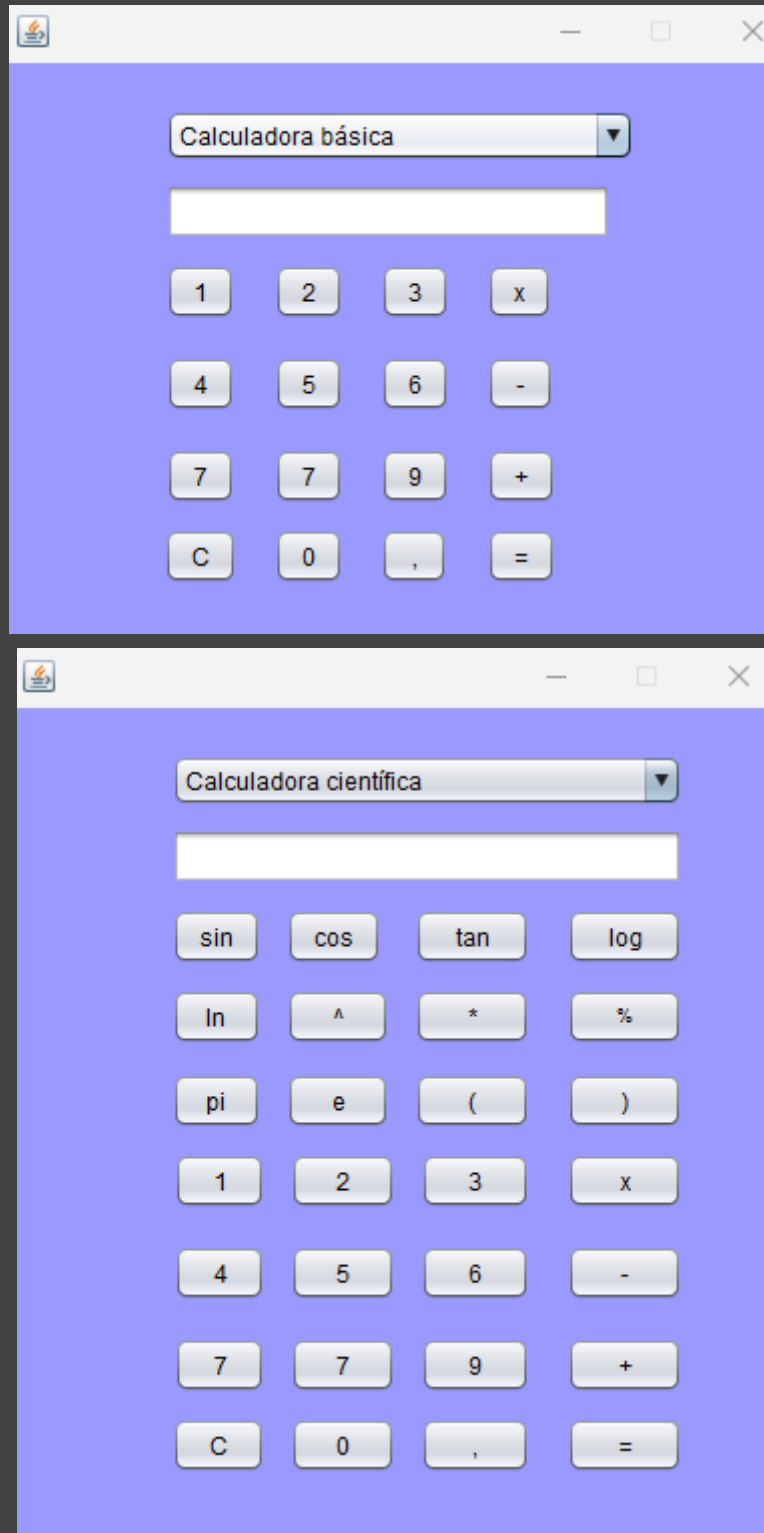 Calculadora básica
1 2 3 x
4 5 6 -
7 7 9 +
C 0 , =
Calculadora científica
sin cos tan log
ln ^ * %
pi e ( )
1 2 3 x
4 5 6 -
7 7 9 +
C 0 , =